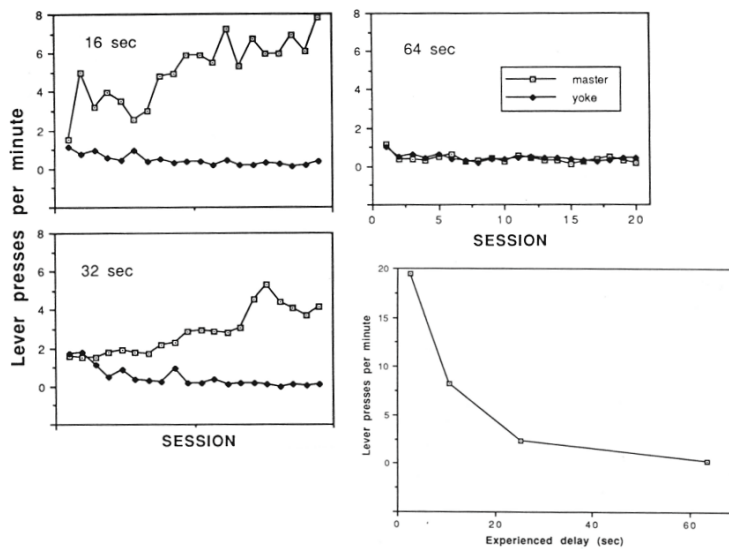 Lever presses per minute
8
6
4
2
0
16 sec
8
6
4
2
0
32 sec
SESSION
8
6
4
2
0
64 sec
master
yoke
0
5
10
15
20
SESSION
Lever presses per minute
20
15
10
5
0
0
20
40
60
Experienced delay (sec)